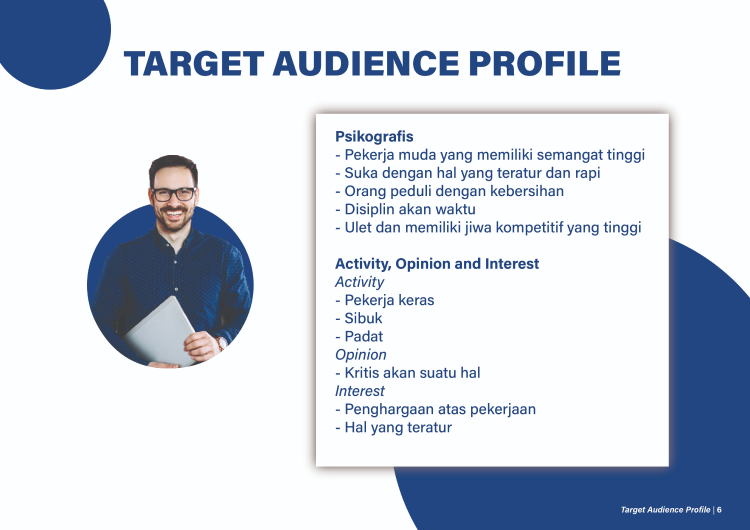 TARGET AUDIENCE PROFILE
Psikografis
- Pekerja muda yang memiliki semangat tinggi
- Suka dengan hal yang teratur dan rapi
- Orang peduli dengan kebersihan
- Disiplin akan waktu
- Ulet dan memiliki jiwa kompetitif yang tinggi
Activity, Opinion and Interest
Activity
- Pekerja keras
- Sibuk
- Padat
Opinion
- Kritis akan suatu hal
Interest
- Penghargaan atas pekerjaan
- Hal yang teratur
Target Audience Profile | 6